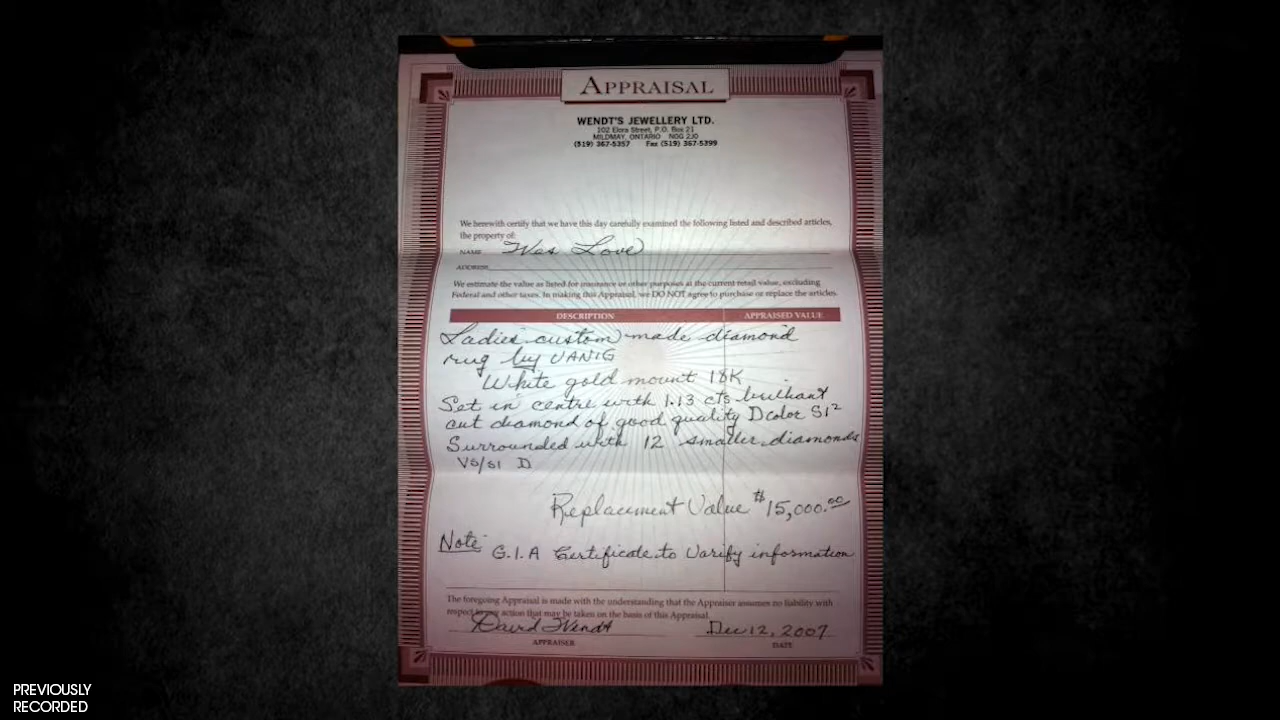 APPRAISAL
WENDT'S JEWELLERY LTD.
102 Elora Street, P.O. Box 21
MILDMAY, ONTARIO N0G 2J0
(519) 367-5357 Fax (519) 367-5399
We herewith certify that we have this day carefully examined the following listed and described articles,
the property of:
NAME Was Love
ADDRESS
We estimate the value as listed for insurance or other purposes at the current retail value, excluding
Federal and other taxes. In making this Appraisal, we DO NOT agree to purchase or replace the articles.
DESCRIPTION APPRAISED VALUE
Ladies custom made diamond
ring by VANIG
White gold mount 18K
Set in centre with 1.13 cts brilliant
cut diamond of good quality D color SI2
Surrounded with 12 smaller diamonds
VS/SI D
Replacement Value $15,000.00
Note: G.I.A Certificate to Varify information
The foregoing Appraisal is made with the understanding that the Appraiser assumes no liability with
respect to any action that may be taken on the basis of this Appraisal.
David Wendt Dec 12, 2007
APPRAISER DATE
PREVIOUSLY
RECORDED